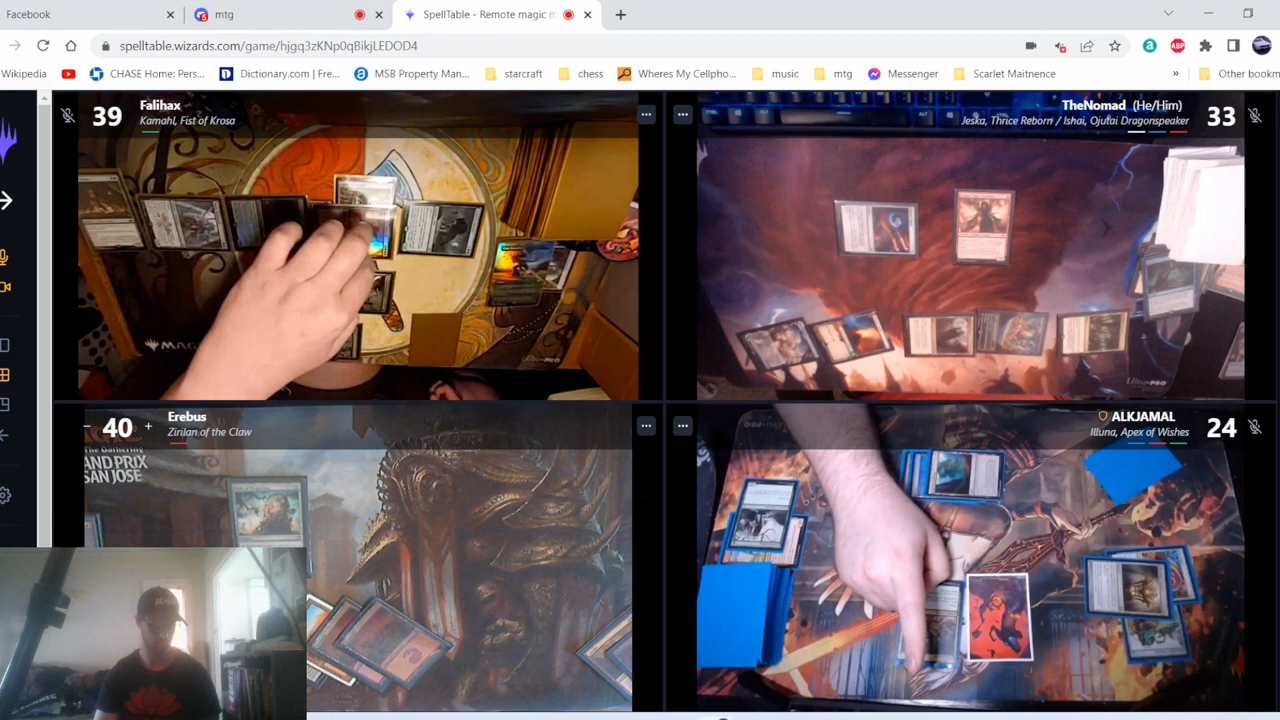 Facebook
mtg
SpellTable - Remote magic m
spelltable.wizards.com/game/hjgq3zKNp0qBikjLEDOD4
Wikipedia
CHASE Home: Pers...
Dictionary.com | Fre...
MSB Property Man...
starcraft
chess
Wheres My Cellpho...
music
mtg
Messenger
Scarlet Maitnence
»
Other bookm
39
Falihax
Kamahl, Fist of Krosa
TheNomad (He/Him)
Jeska, Thrice Reborn / Ishai, Ojutai Dragonspeaker
33
- 40 +
Erebus
Zirilan of the Claw
ALKJAMAL
Illuna, Apex of Wishes
24
The Gathering
AND PRIX
SAN JOSE